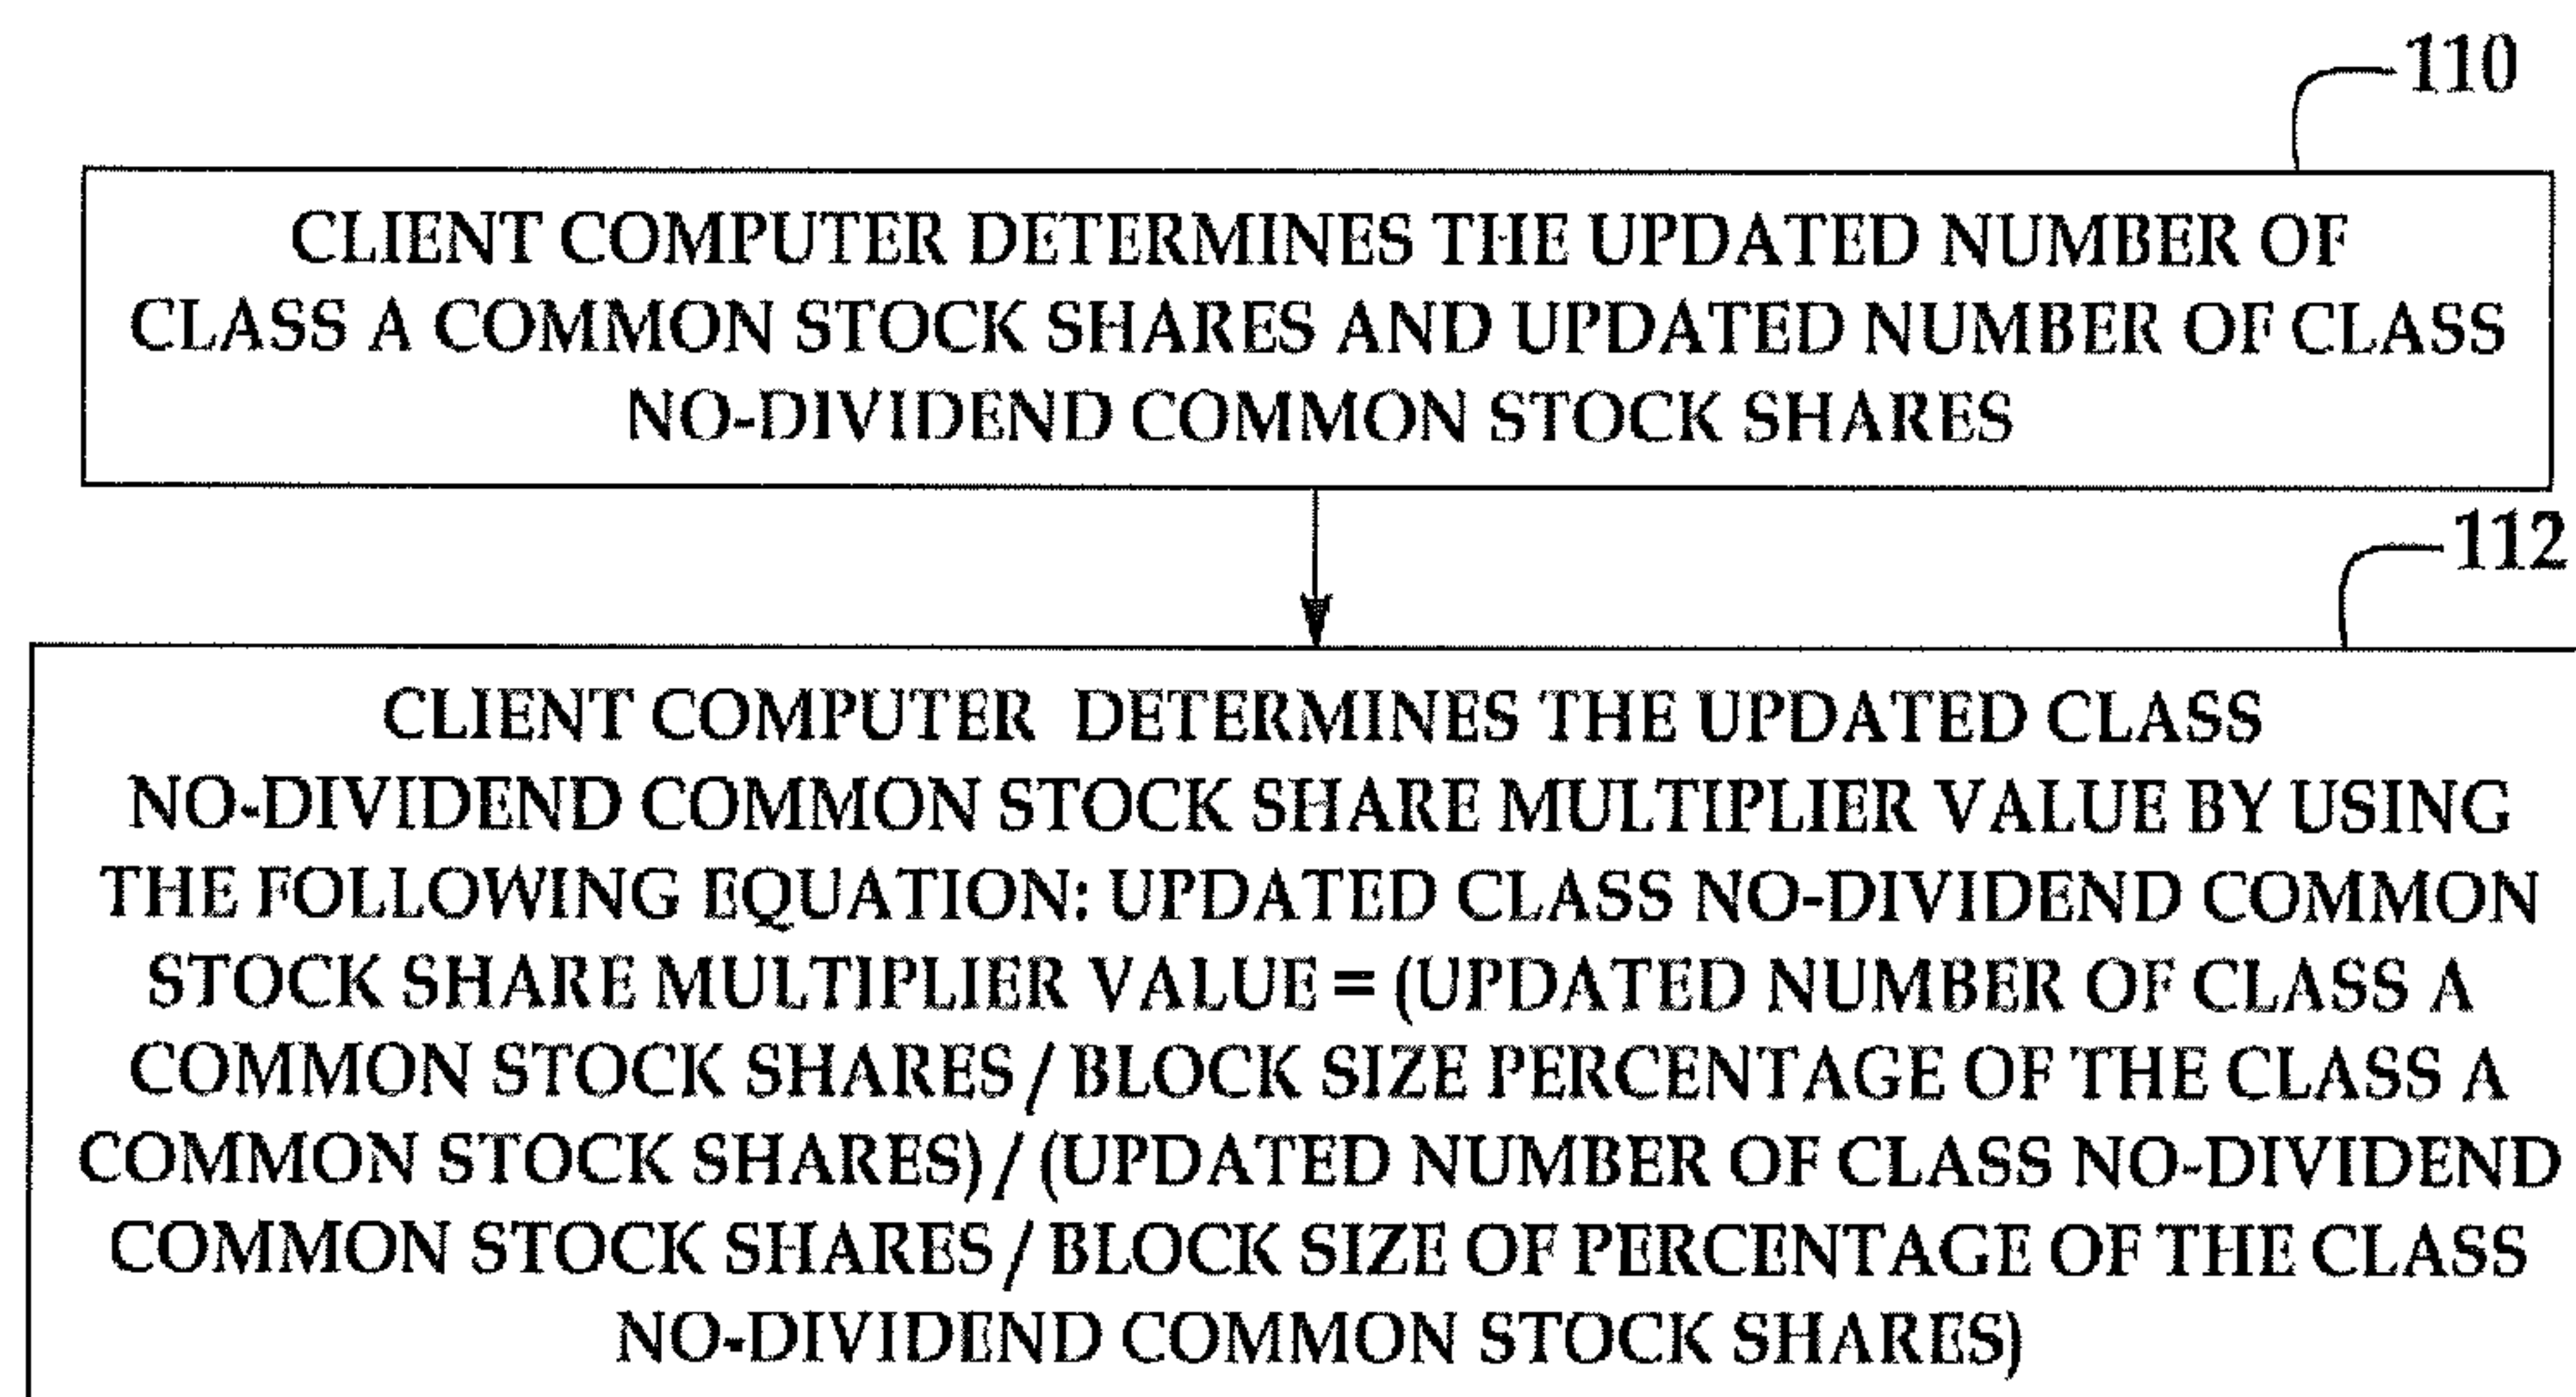 110
CLIENT COMPUTER DETERMINES THE UPDATED NUMBER OF
CLASS A COMMON STOCK SHARES AND UPDATED NUMBER OF CLASS
NO-DIVIDEND COMMON STOCK SHARES
112
CLIENT COMPUTER DETERMINES THE UPDATED CLASS
NO-DIVIDEND COMMON STOCK SHARE MULTIPLIER VALUE BY USING
THE FOLLOWING EQUATION: UPDATED CLASS NO-DIVIDEND COMMON
STOCK SHARE MULTIPLIER VALUE = (UPDATED NUMBER OF CLASS A
COMMON STOCK SHARES / BLOCK SIZE PERCENTAGE OF THE CLASS A
COMMON STOCK SHARES) / (UPDATED NUMBER OF CLASS NO-DIVIDEND
COMMON STOCK SHARES / BLOCK SIZE OF PERCENTAGE OF THE CLASS
NO-DIVIDEND COMMON STOCK SHARES)